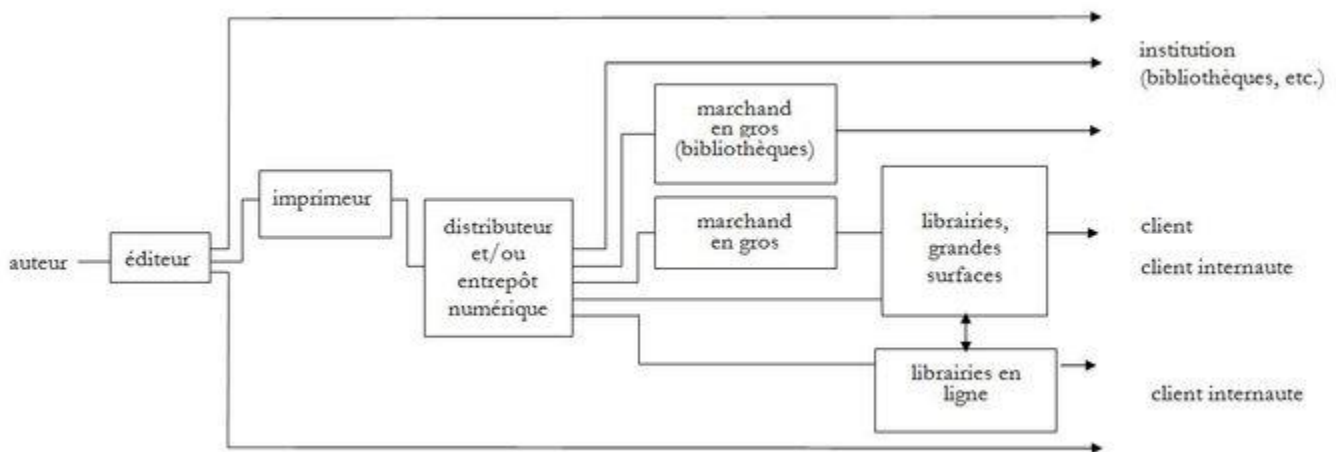 auteur
éditeur
imprimeur
distributeur
et/ou
entrepôt
numérique
marchand
en gros
(bibliothèques)
marchand
en gros
librairies,
grandes
surfaces
librairies en
ligne
institution
(bibliothèques, etc.)
client
client internaute
client internaute